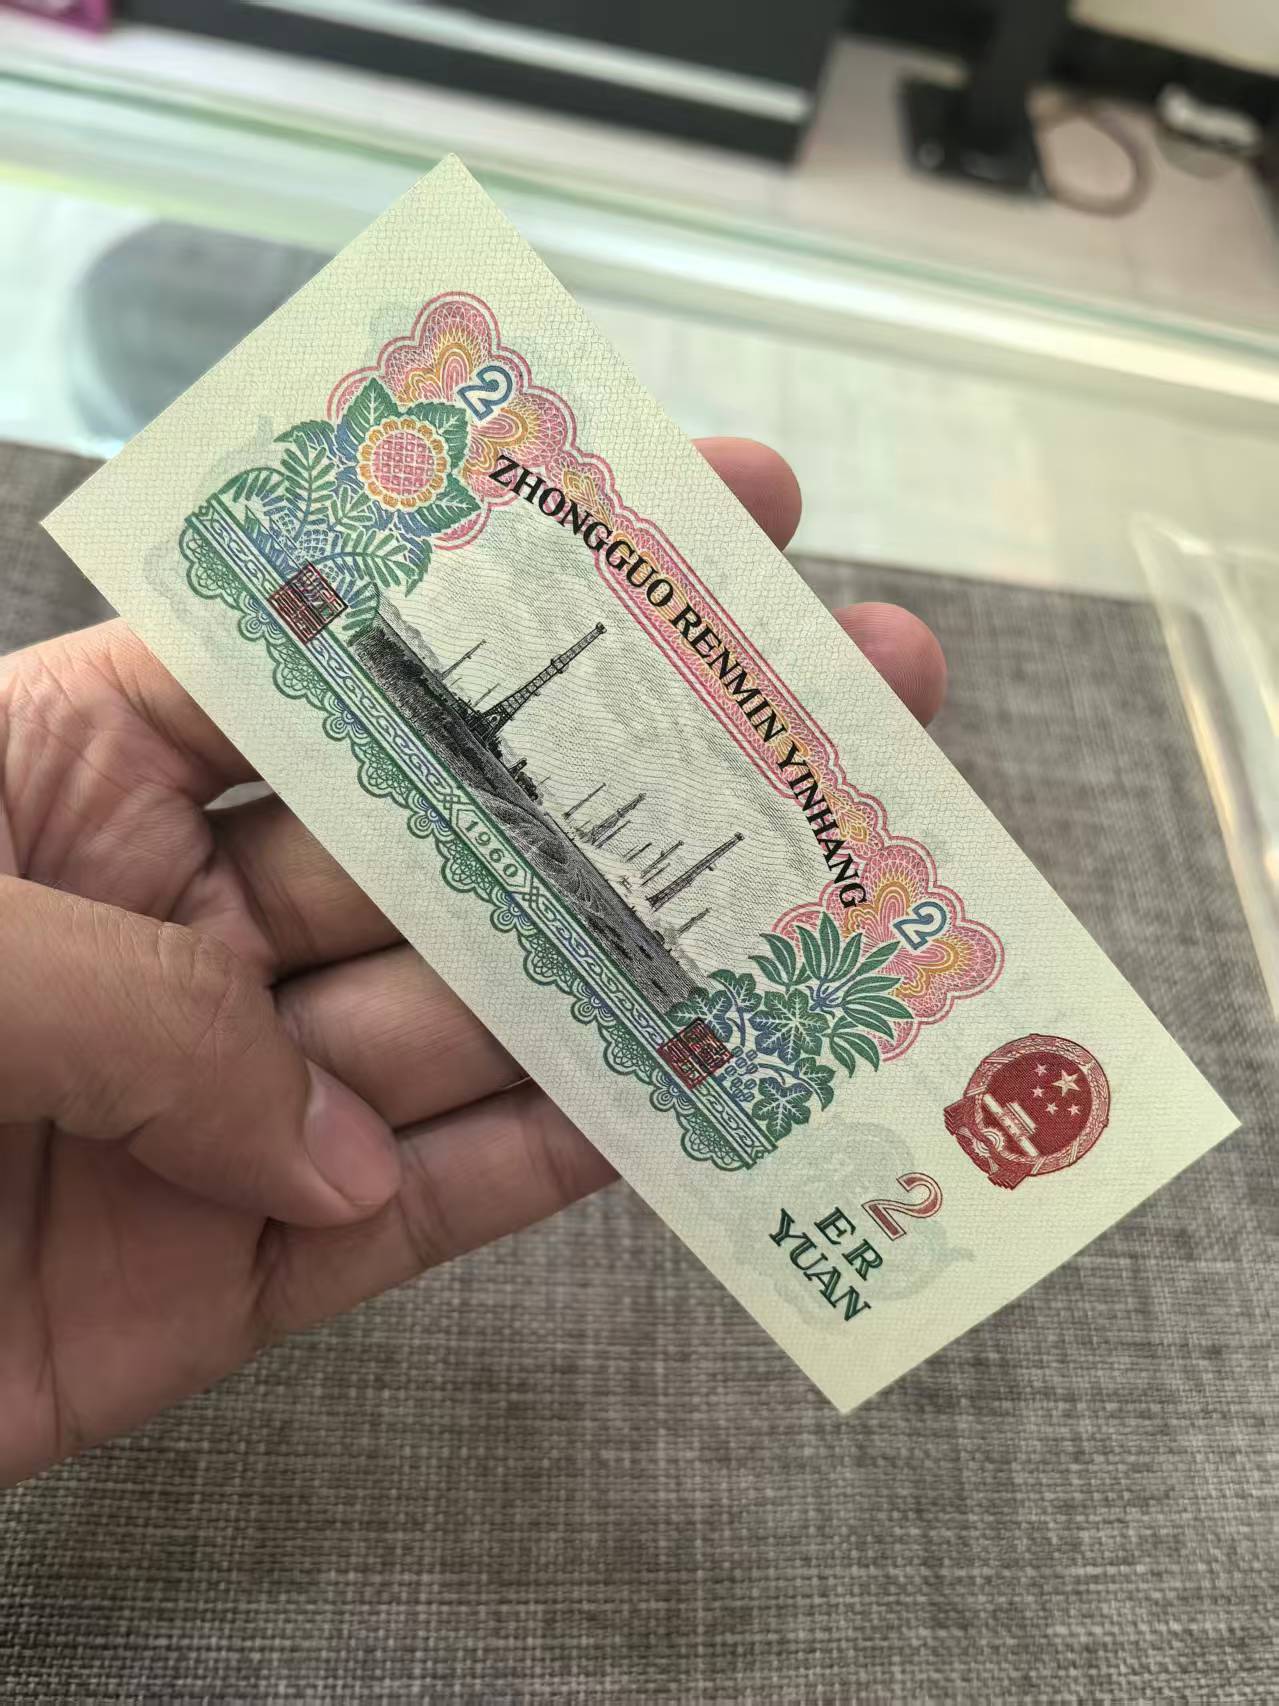 2
ZHONGGUO RENMIN YINHANG
2
1960
2
ER
YUAN